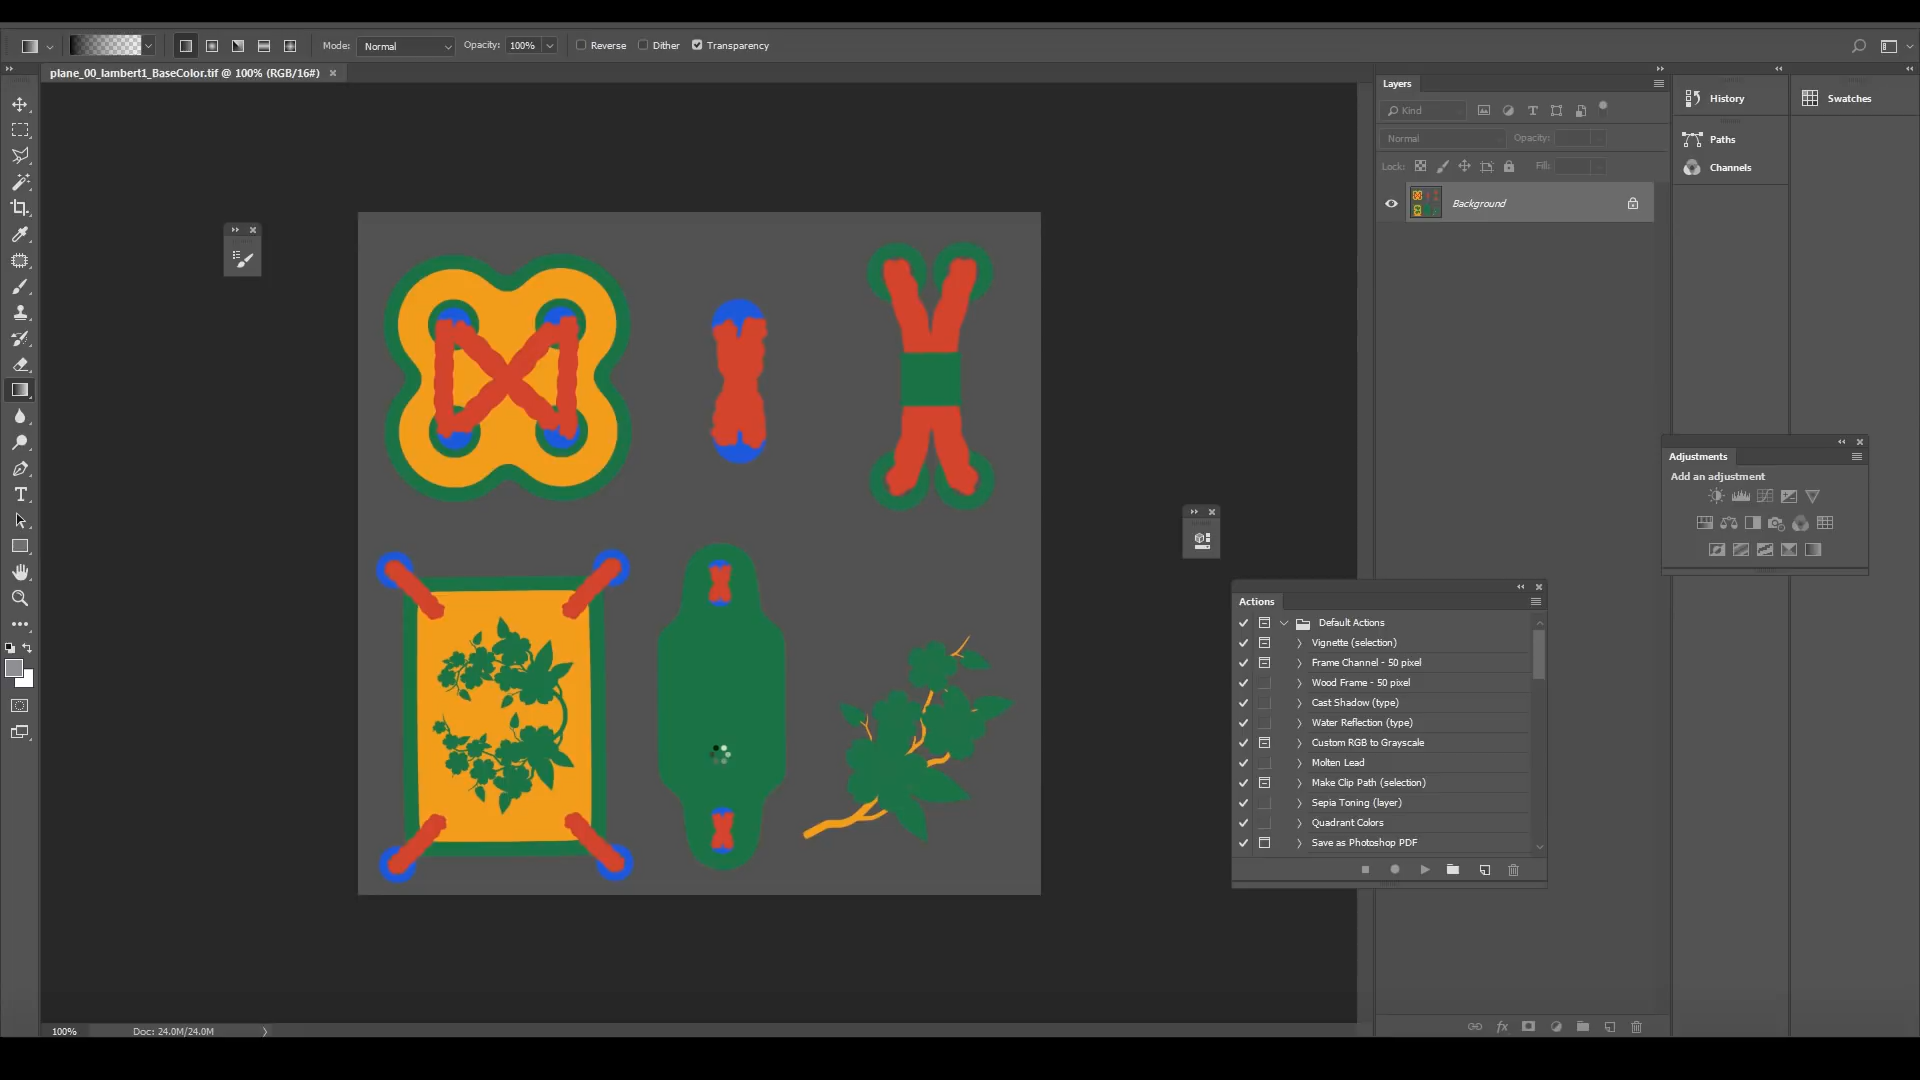 Mode: Normal Opacity: 100% Reverse Dither Transparency
plane_00_lambert1_BaseColor.tif @ 100% (RGB/16#)
Layers
Kind
Normal Opacity:
Lock: Fill:
Background
History
Paths
Channels
Swatches
Adjustments
Add an adjustment
Actions
Default Actions
Vignette (selection)
Frame Channel - 50 pixel
Wood Frame - 50 pixel
Cast Shadow (type)
Water Reflection (type)
Custom RGB to Grayscale
Molten Lead
Make Clip Path (selection)
Sepia Toning (layer)
Quadrant Colors
Save as Photoshop PDF
100% Doc: 24.0M/24.0M